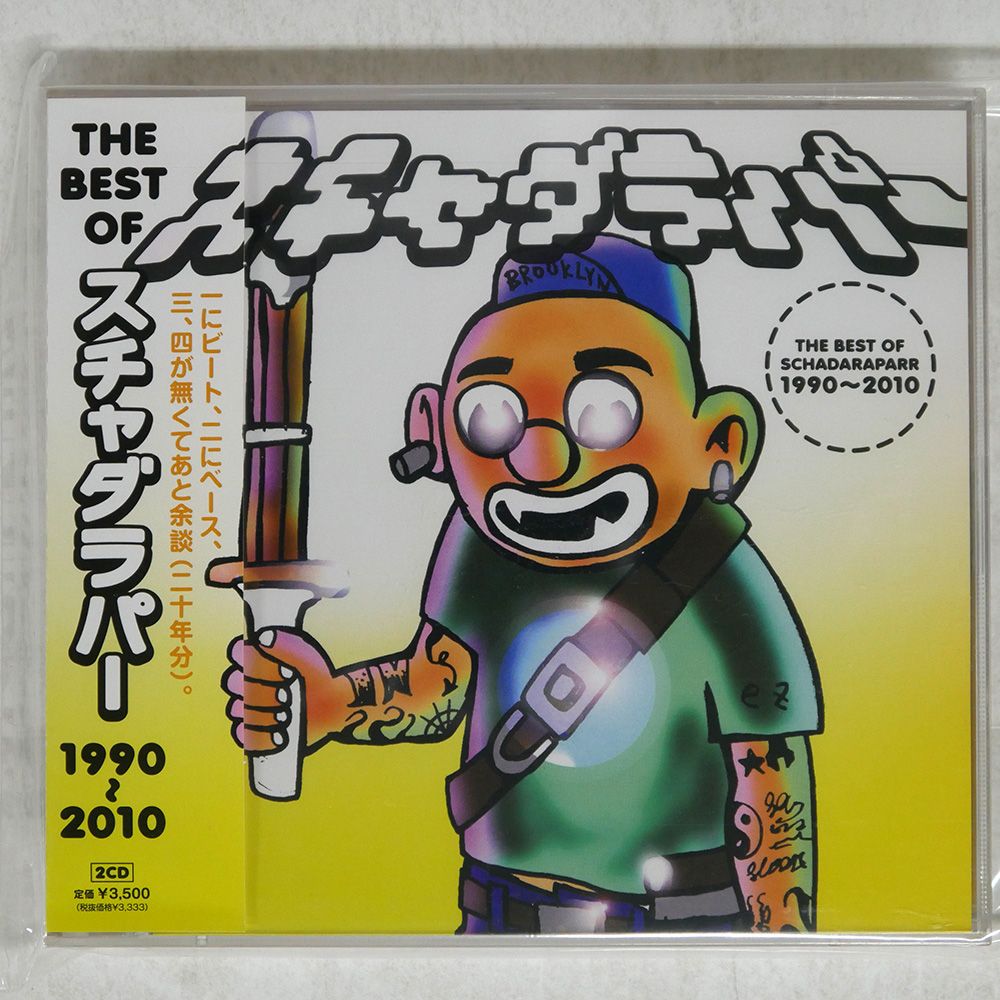 THE
BEST
OF
スチャダラパー
1990
~
2010
一にビート、二にベース、
三、四が無くてあと余談(二十年分)。
2CD
定価 ¥3,500
(税抜価格¥3,333)
スチャダラパー
BROOKLYN
THE BEST OF
SCHADARAPARR
1990~2010
e z